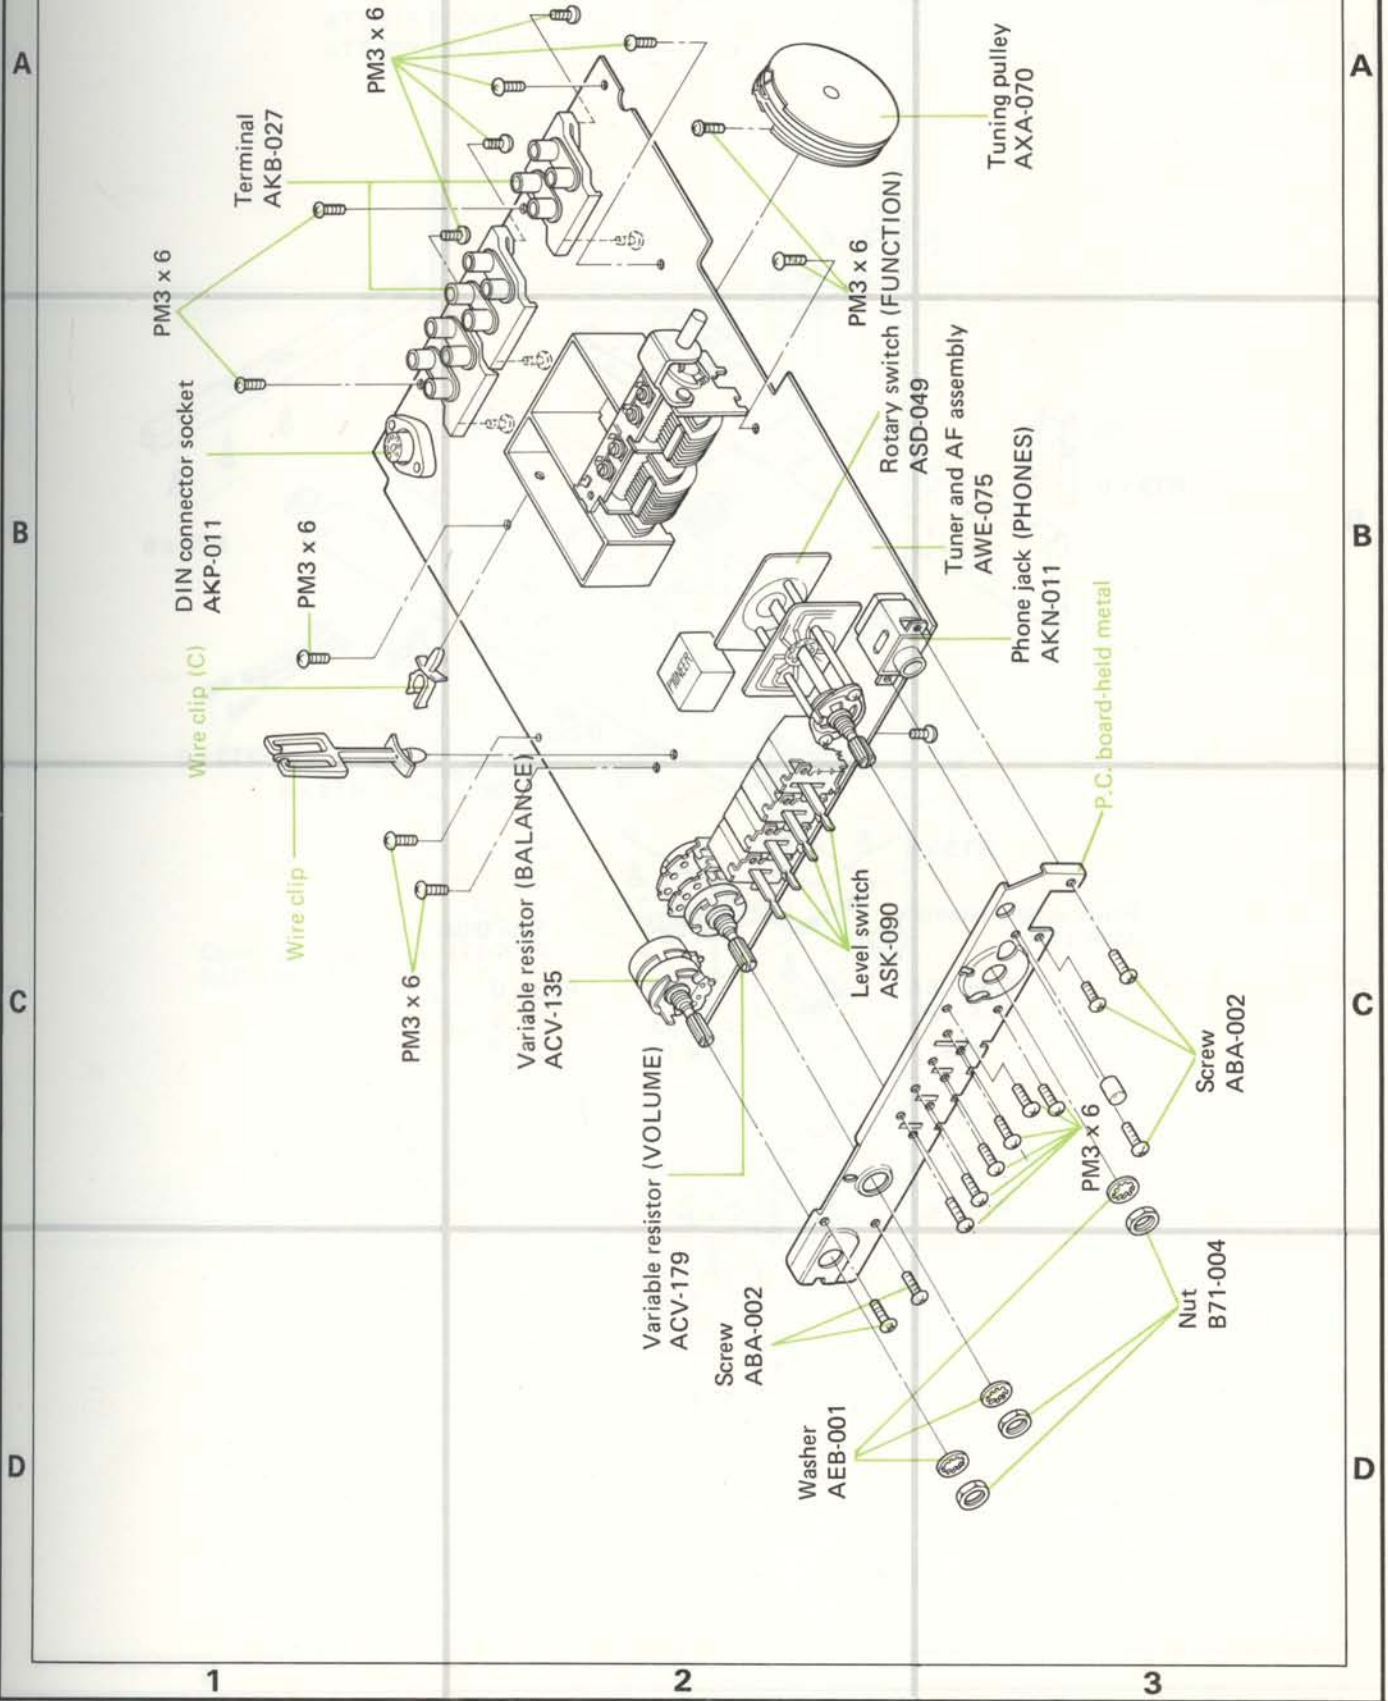 A
A
B
B
C
C
D
D
1
2
3
PM3 x 6
Terminal
AKB-027
PM3 x 6
DIN connector socket
AKP-011
PM3 x 6
Wire clip (C)
Wire clip
PM3 x 6
Variable resistor (BALANCE)
ACV-135
Variable resistor (VOLUME)
ACV-179
Screw
ABA-002
Washer
AEB-001
Tuning pulley
AXA-070
PM3 x 6
Rotary switch (FUNCTION)
ASD-049
Tuner and AF assembly
AWE-075
Phone jack (PHONES)
AKN-011
P.C. board-held metal
PIONEER
Level switch
ASK-090
Screw
ABA-002
PM3 x 6
Nut
B71-004